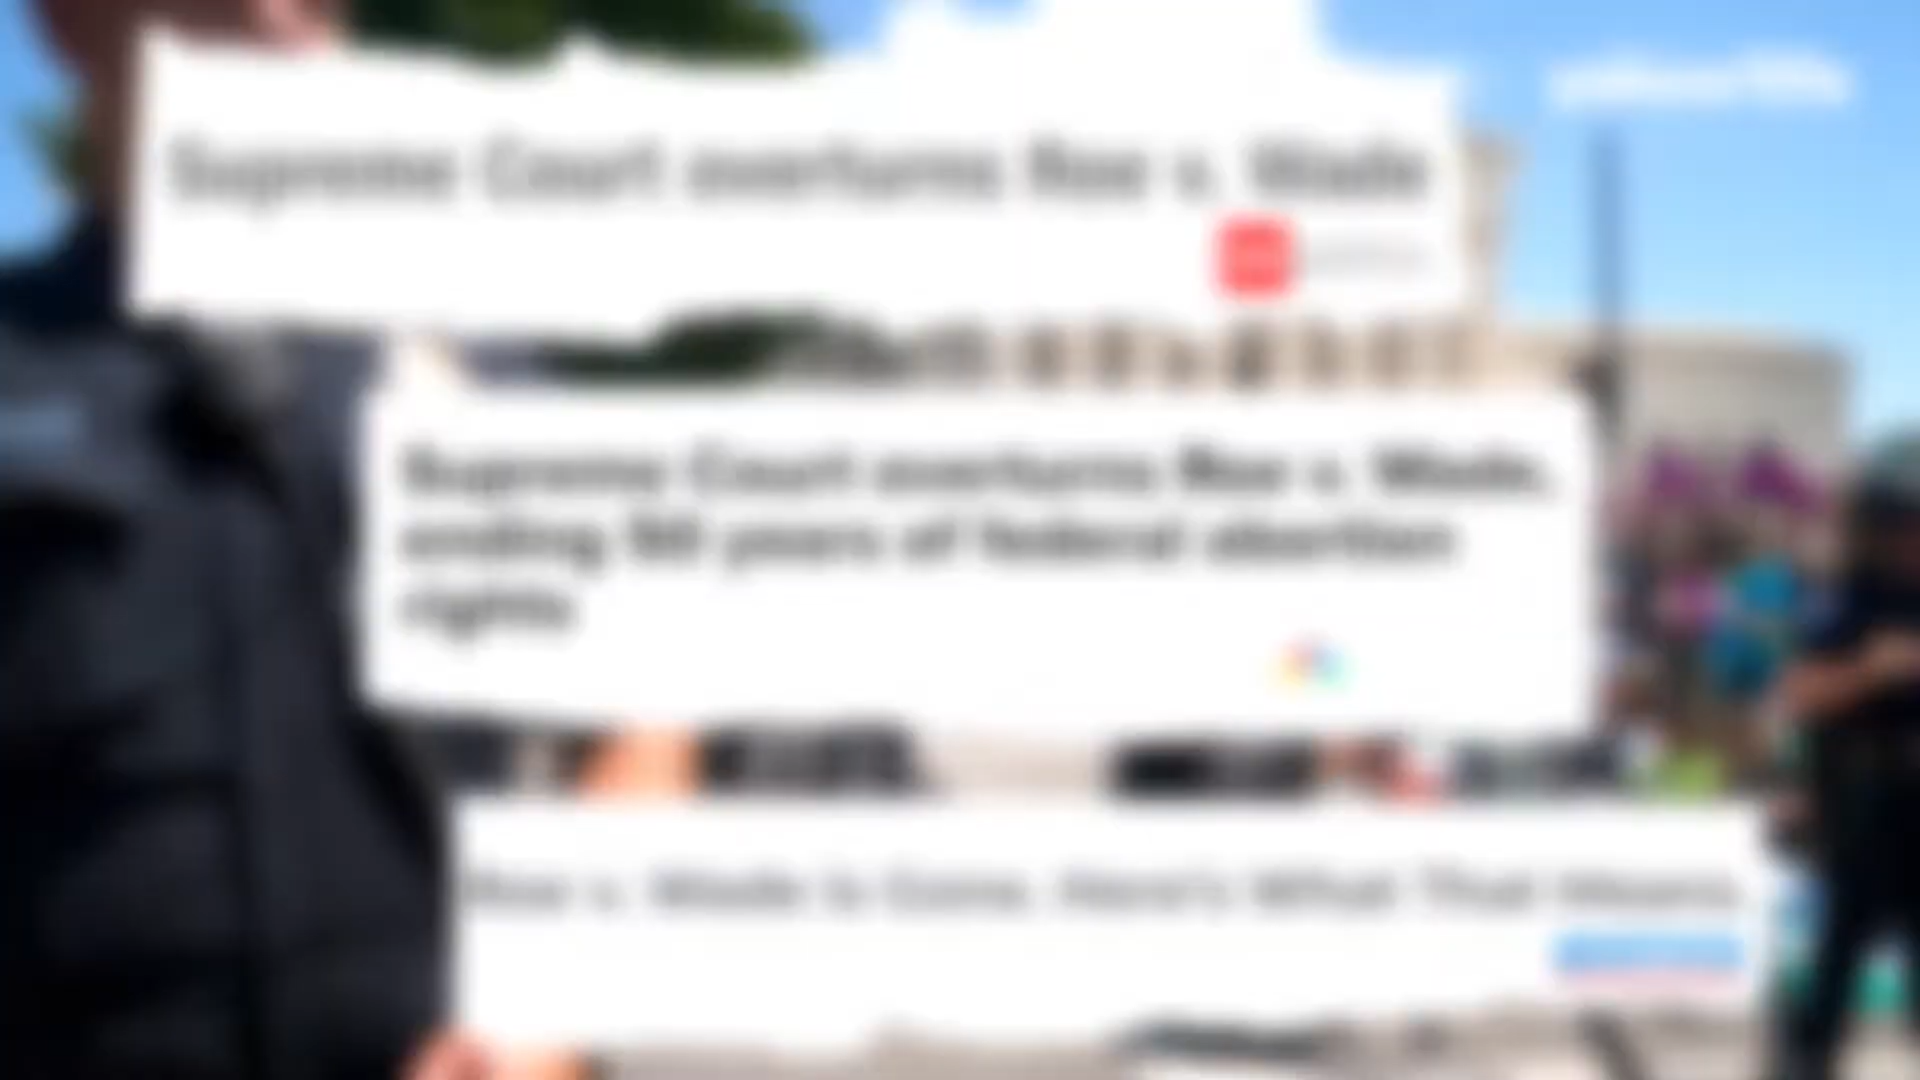 Supreme Court overturns Roe v. Wade
Supreme Court overturns Roe v. Wade,
ending 50 years of federal abortion
rights
Roe v. Wade is Gone. Here's What That Means.